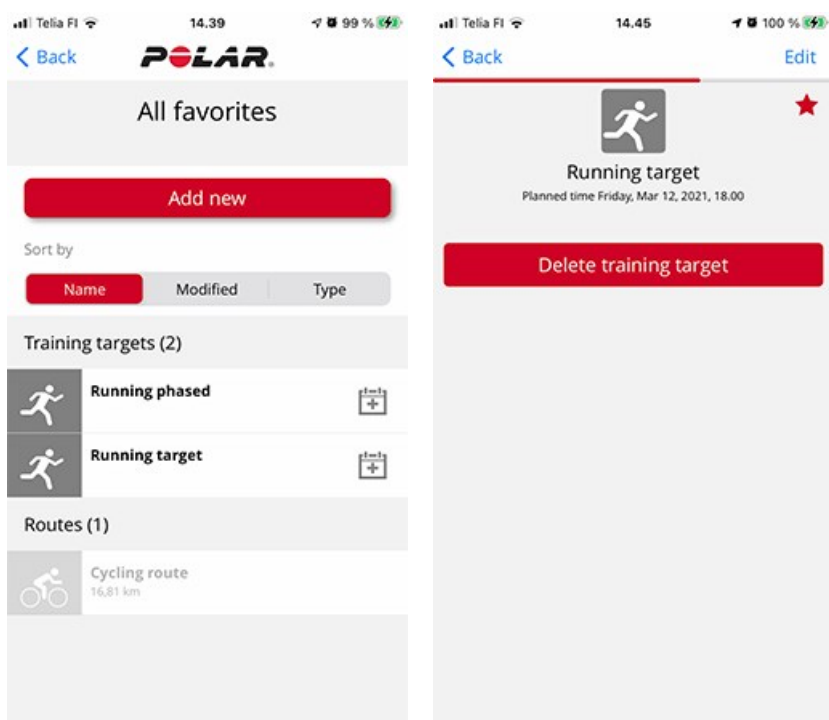 Telia FI 14.39 99 %
Back POLAR.
All favorites
Add new
Sort by
Name Modified Type
Training targets (2)
Running phased
Running target
Routes (1)
Cycling route
16,81 km
Telia FI 14.45 100 %
Back Edit
Running target
Planned time Friday, Mar 12, 2021, 18.00
Delete training target